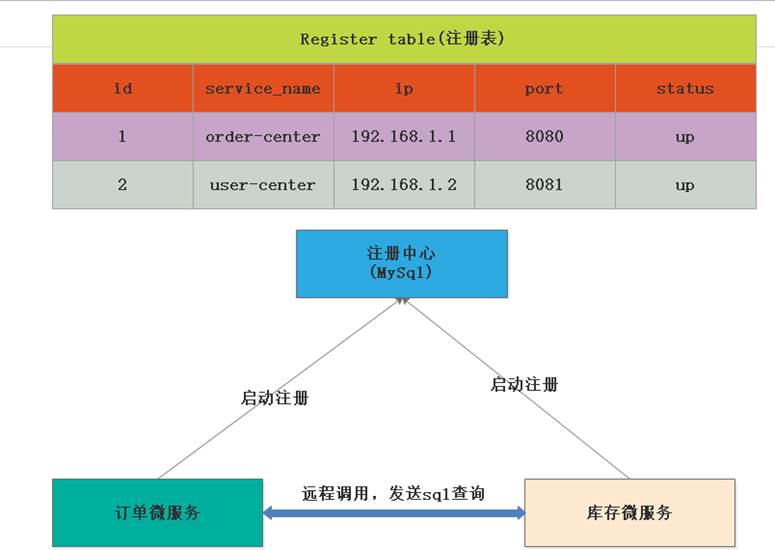 Register table(注册表)
id service_name ip port status
1 order-center 192.168.1.1 8080 up
2 user-center 192.168.1.2 8081 up
注册中心
(MySql)
启动注册
启动注册
订单微服务
远程调用，发送sql查询
库存微服务